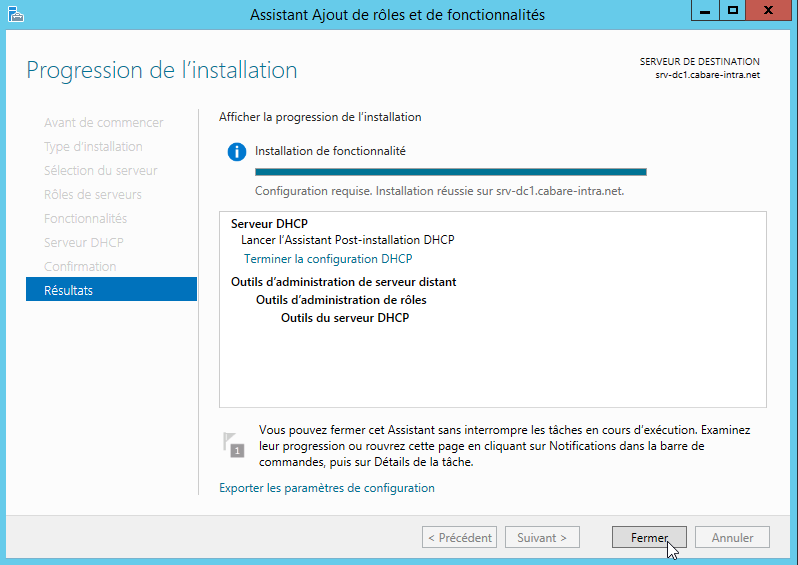 Assistant Ajout de rôles et de fonctionnalités
Progression de l'installation
SERVEUR DE DESTINATION
srv-dc1.cabare-intra.net
Avant de commencer
Type d'installation
Sélection du serveur
Rôles de serveurs
Fonctionnalités
Serveur DHCP
Confirmation
Résultats
Afficher la progression de l'installation
Installation de fonctionnalité
Configuration requise. Installation réussie sur srv-dc1.cabare-intra.net.
Serveur DHCP
Lancer l'Assistant Post-installation DHCP
Terminer la configuration DHCP
Outils d'administration de serveur distant
Outils d'administration de rôles
Outils du serveur DHCP
1
Vous pouvez fermer cet Assistant sans interrompre les tâches en cours d'exécution. Examinez
leur progression ou rouvrez cette page en cliquant sur Notifications dans la barre de
commandes, puis sur Détails de la tâche.
Exporter les paramètres de configuration
< Précédent
Suivant >
Fermer
Annuler